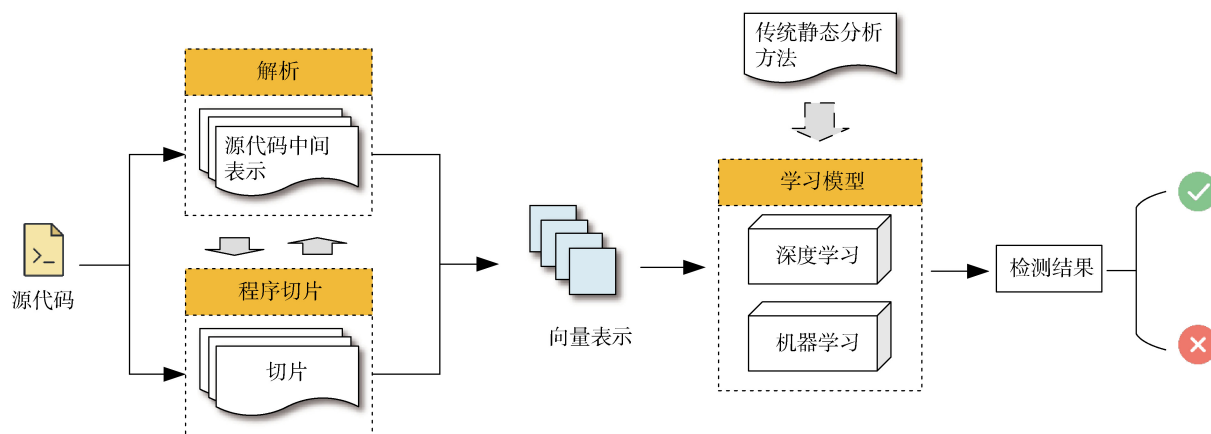 源代码
解析
源代码中间
表示
程序切片
切片
向量表示
传统静态分析
方法
学习模型
深度学习
机器学习
检测结果